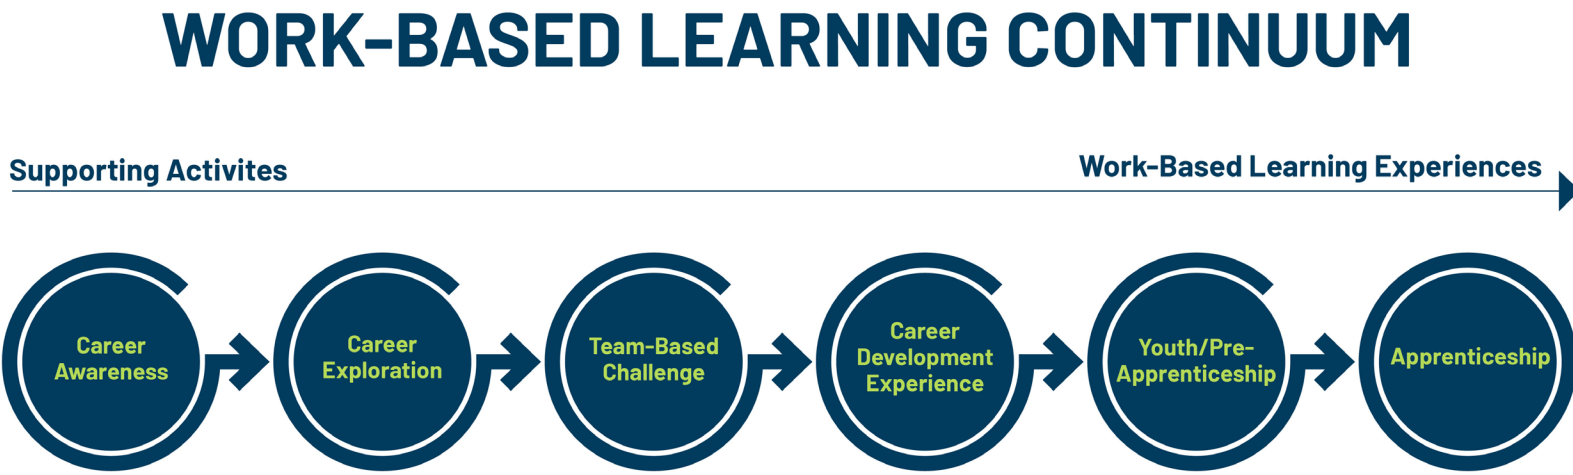 WORK-BASED LEARNING CONTINUUM
Supporting Activites
Work-Based Learning Experiences
Career
Awareness
Career
Exploration
Team-Based
Challenge
Career
Development
Experience
Youth/Pre-
Apprenticeship
Apprenticeship